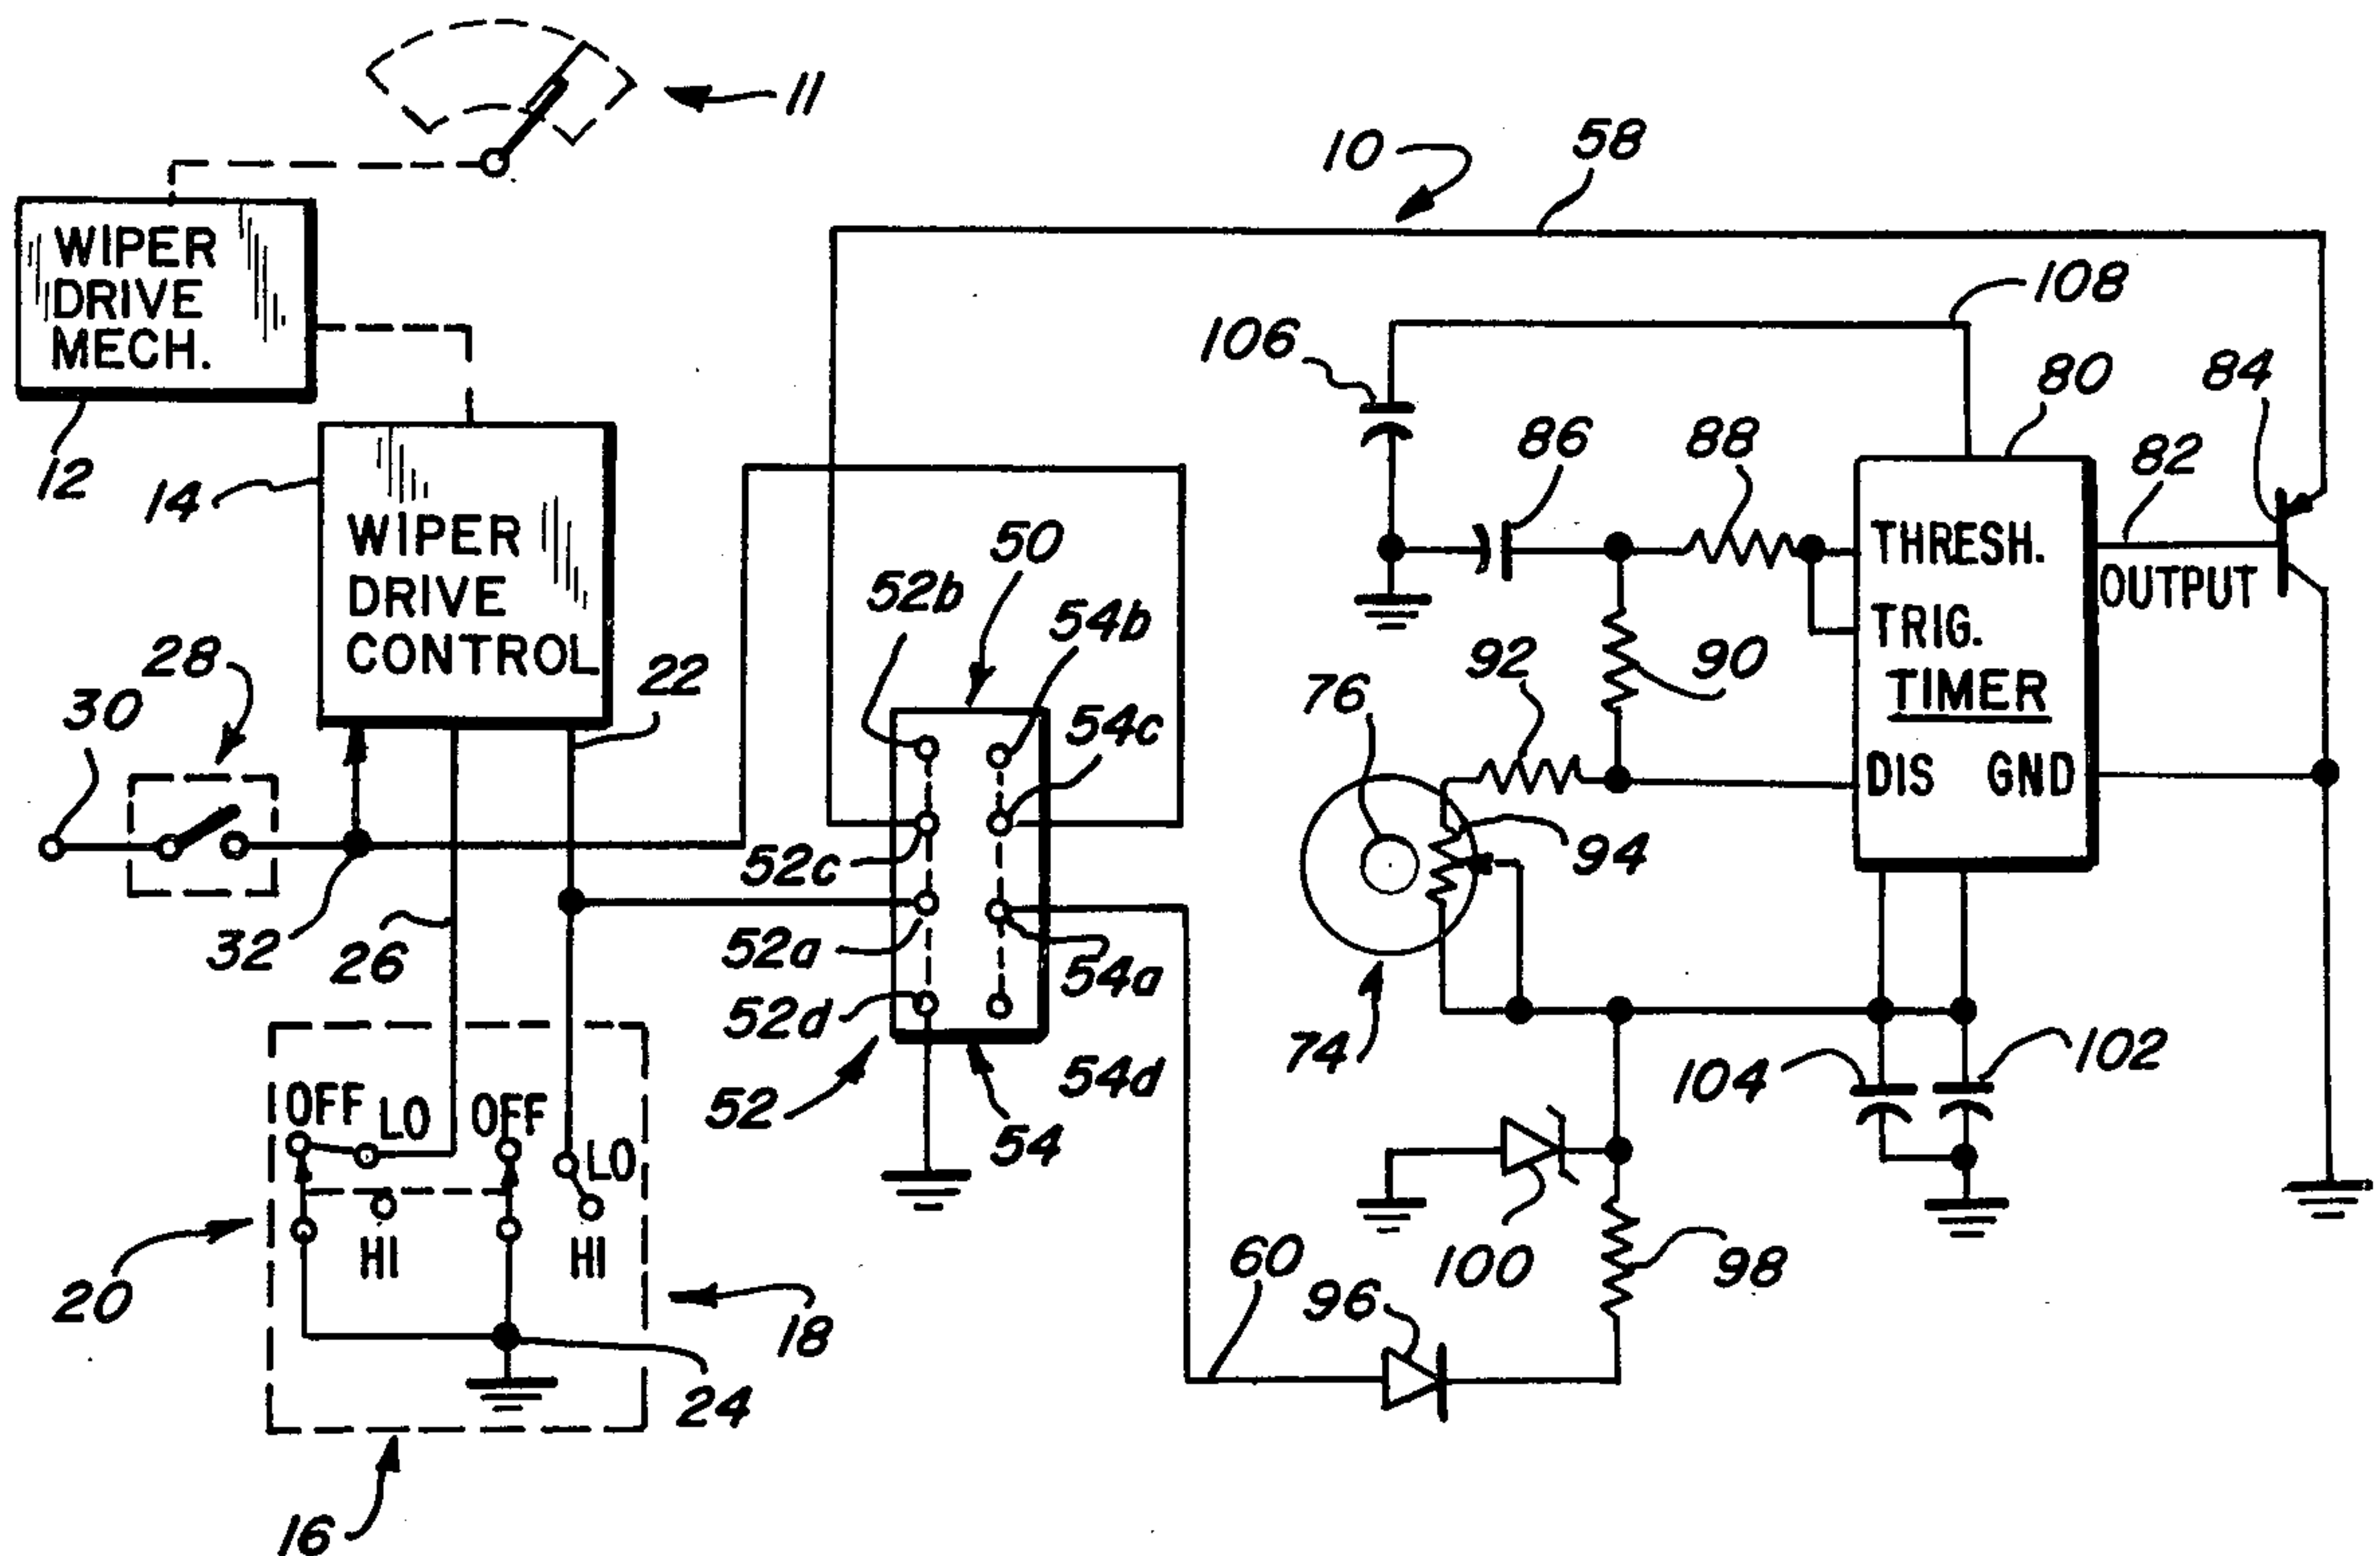 11
10
58
WIPER
DRIVE
MECH.
108
106
80
84
12
14
86
88
82
WIPER
DRIVE
CONTROL
50
THRESH.
OUTPUT
52b
54b
TRIG.
28
22
92
90
TIMER
30
76
54c
DIS GND
52c
94
32
26
52a
54a
52d
74
54d
104
102
OFF LO OFF
52
54
LO
20
HI
HI
60
100
98
96
18
24
16